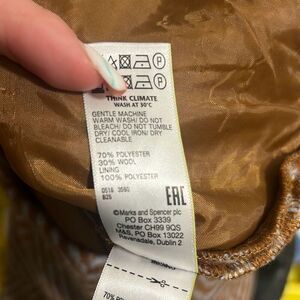 THINK CLIMATE
WASH AT 30°C
GENTLE MACHINE
WARM WASH/ DO NOT
BLEACH/ DO NOT TUMBLE
DRY/ COOL IRON/ DRY
CLEANABLE
70% POLYESTER
30% WOOL
LINING
100% POLYESTER
0516 3560
B25
EAC
©Marks and Spencer plc
PO Box 3339
Chester CH99 9QS
M&S, PO Box 13022
Ravensdale, Dublin 2